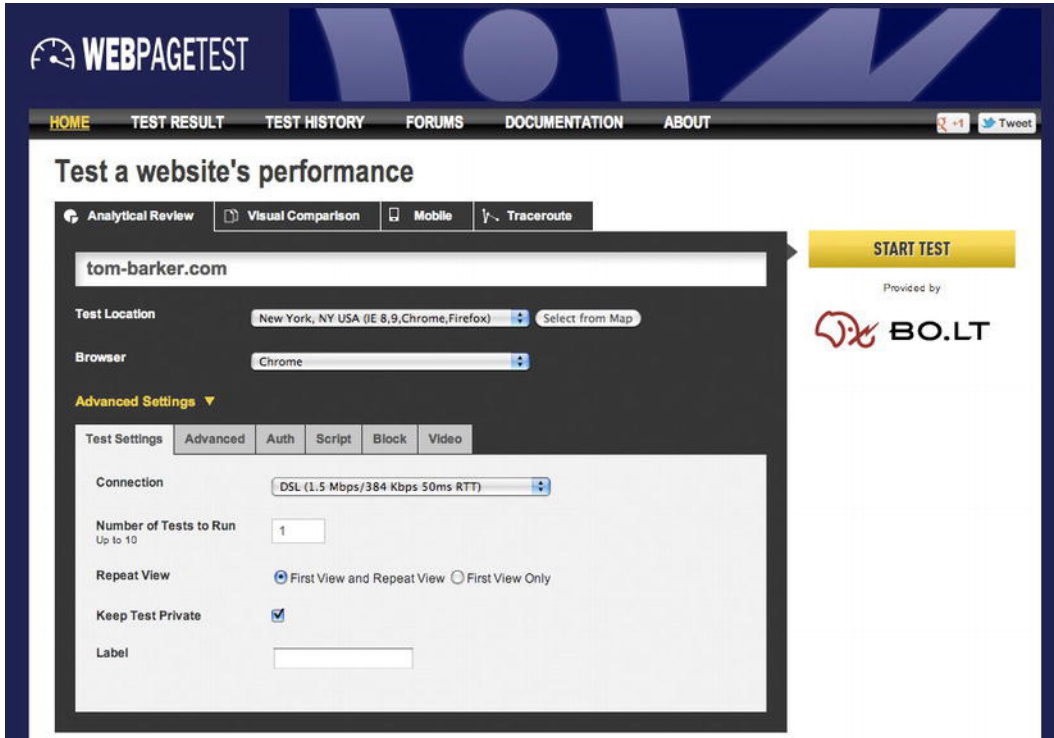 WEBPAGETEST
HOME TEST RESULT TEST HISTORY FORUMS DOCUMENTATION ABOUT +1 Tweet
Test a website's performance
Analytical Review Visual Comparison Mobile Traceroute
START TEST
tom-barker.com
Provided by
BO.LT
Test Location New York, NY USA (IE 8,9,Chrome,Firefox) Select from Map
Browser Chrome
Advanced Settings ▼
Test Settings Advanced Auth Script Block Video
Connection DSL (1.5 Mbps/384 Kbps 50ms RTT)
Number of Tests to Run 1
Up to 10
Repeat View First View and Repeat View First View Only
Keep Test Private
Label